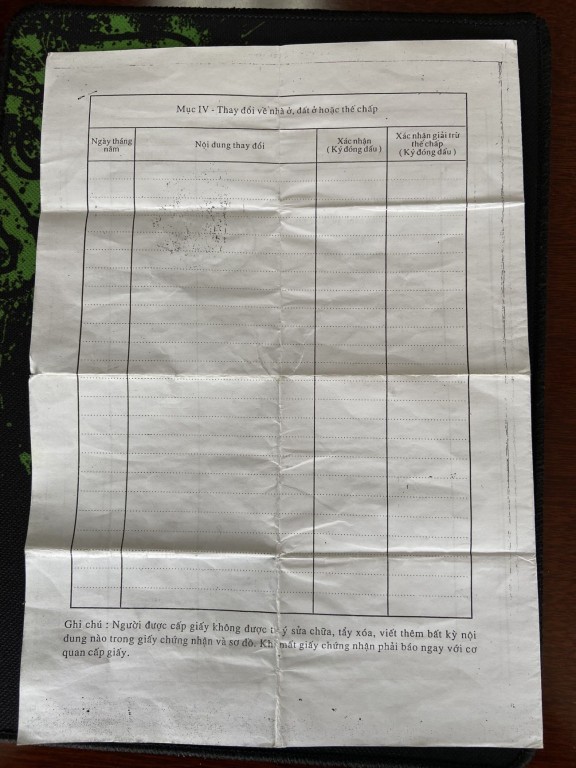 Mục IV - Thay đổi về nhà ở, đất ở hoặc thế chấp
Ngày tháng năm
Nội dung thay đổi
Xác nhận
( Ký đóng dấu )
Xác nhận giải trừ
thế chấp
( Ký đóng dấu )
Ghi chú : Người được cấp giấy không được sửa chữa, tẩy xóa, viết thêm bất kỳ nội
dung nào trong giấy chứng nhận và sơ đồ. mất giấy chứng nhận phải báo ngay với cơ
quan cấp giấy.